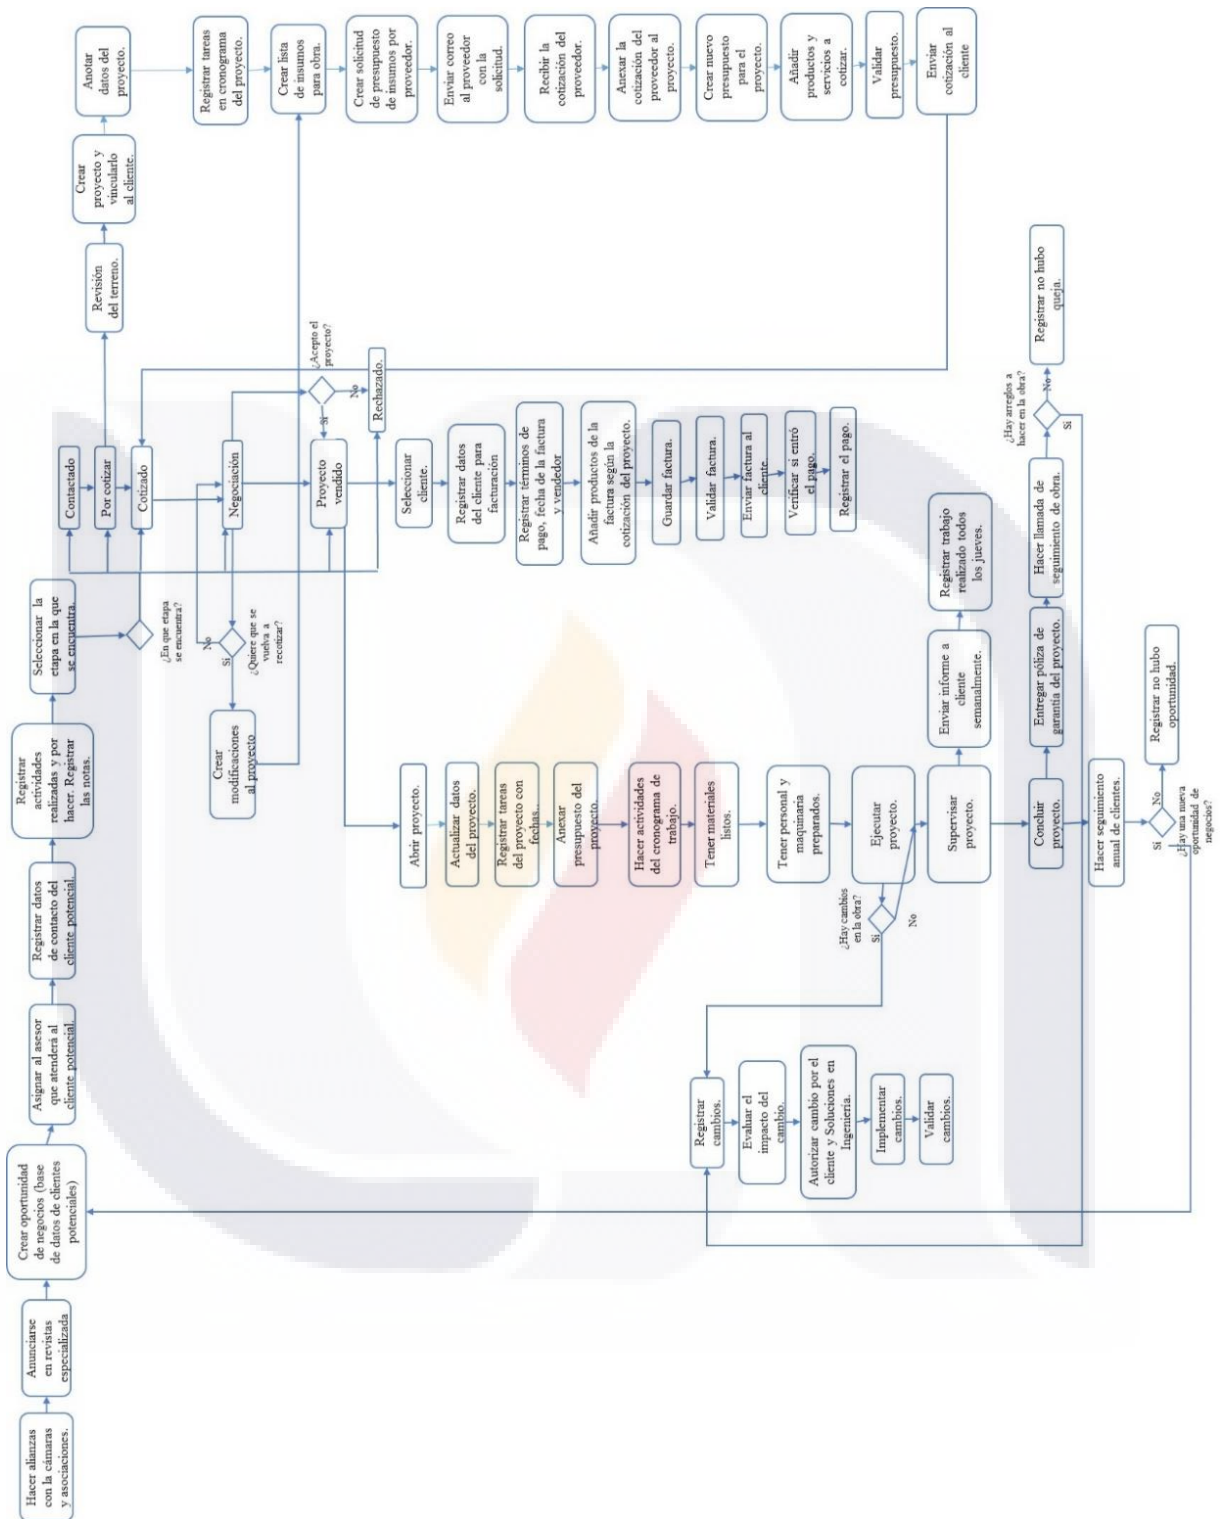 Hacer alianzas
con la cámaras
y asociaciones.
Anunciarse
en revistas
especializada
Crear oportunidad
de negocios (base
de datos de clientes
potenciales)
Asignar al asesor
que atenderá al
cliente potencial.
Registrar datos
de contacto del
cliente potencial.
Registrar
actividades
realizadas y por
hacer. Registrar
las notas.
Seleccionar la
etapa en la que
se encuentra.
¿En que etapa
se encuentra?
Contactado
Por cotizar
Cotizado
Negociación
Proyecto
vendido
Rechazado.
¿Acepto el
proyecto?
Si
No
¿Quiere que se
vuelva a
recotizar?
No
Si
Crear
modificaciones
al proyecto
Revisión
del terreno.
Crear
proyecto y
vincularlo
al cliente.
Anotar
datos del
proyecto.
Registrar tareas
en cronograma
del proyecto.
Crear lista
de insumos
para obra.
Crear solicitud
de presupuesto
de insumos por
proveedor.
Enviar correo
al proveedor
con la
solicitud.
Recibir la
cotización del
proveedor.
Anexar la
cotización del
proveedor al
proyecto.
Crear nuevo
presupuesto
para el
proyecto.
Añadir
productos y
servicios a
cotizar.
Validar
presupuesto.
Enviar
cotización al
cliente
Seleccionar
cliente.
Registrar datos
del cliente para
facturación
Registrar términos de
pago, fecha de la factura
y vendedor
Añadir productos de la
factura según la
cotización del proyecto.
Guardar factura.
Validar factura.
Enviar factura al
cliente.
Verificar si entró
el pago.
Registrar el pago.
Abrir proyecto.
Actualizar datos
del proyecto.
Registrar tareas
del proyecto con
fechas.
Anexar
presupuesto del
proyecto.
Hacer actividades
del cronograma de
trabajo.
Tener materiales
listos.
Tener personal y
maquinaria
preparados.
Ejecutar
proyecto.
¿Hay cambios
en la obra?
Si
No
Supervisar
proyecto.
Enviar informe a
cliente
semanalmente.
Registrar trabajo
realizado todos
los jueves.
Concluir
proyecto.
Entregar póliza de
garantía del proyecto.
Hacer llamada de
seguimiento de obra.
¿Hay arreglos a
hacer en la obra?
No
Si
Registrar no hubo
queja.
Hacer seguimiento
anual de clientes.
No
Si
¿Hay una nueva
oportunidad de
negocios?
Registrar no hubo
oportunidad.
Registrar
cambios.
Evaluar el
impacto del
cambio.
Autorizar cambio por el
cliente y Soluciones en
Ingeniería.
Implementar
cambios.
Validar
cambios.